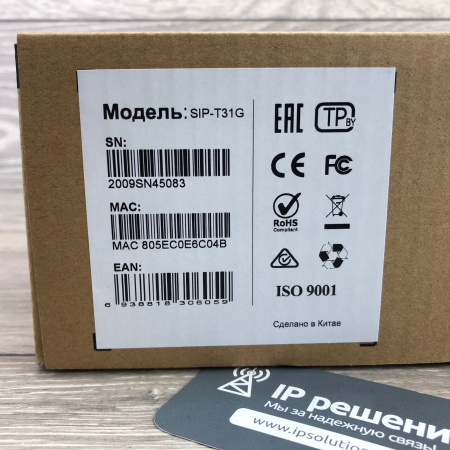 Модель: SIP-T31G
SN:
2009SN45083
MAC:
MAC 805EC0E6C04B
EAN:
6 938818 306059
EAC TP BY
CE FC
RoHS
Compliant
ISO 9001
Сделано в Китае
IP решени
Мы за надежную связь!
www.ipsolution